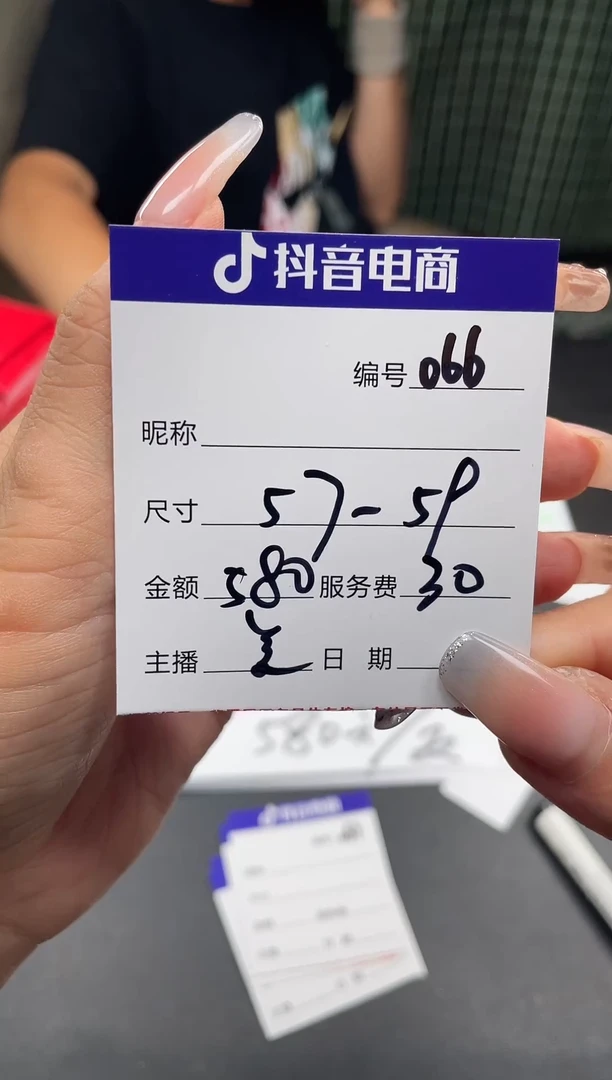 抖音电商
编号 066
昵称
尺寸 57-59
金额 580 服务费 30
主播 日 期